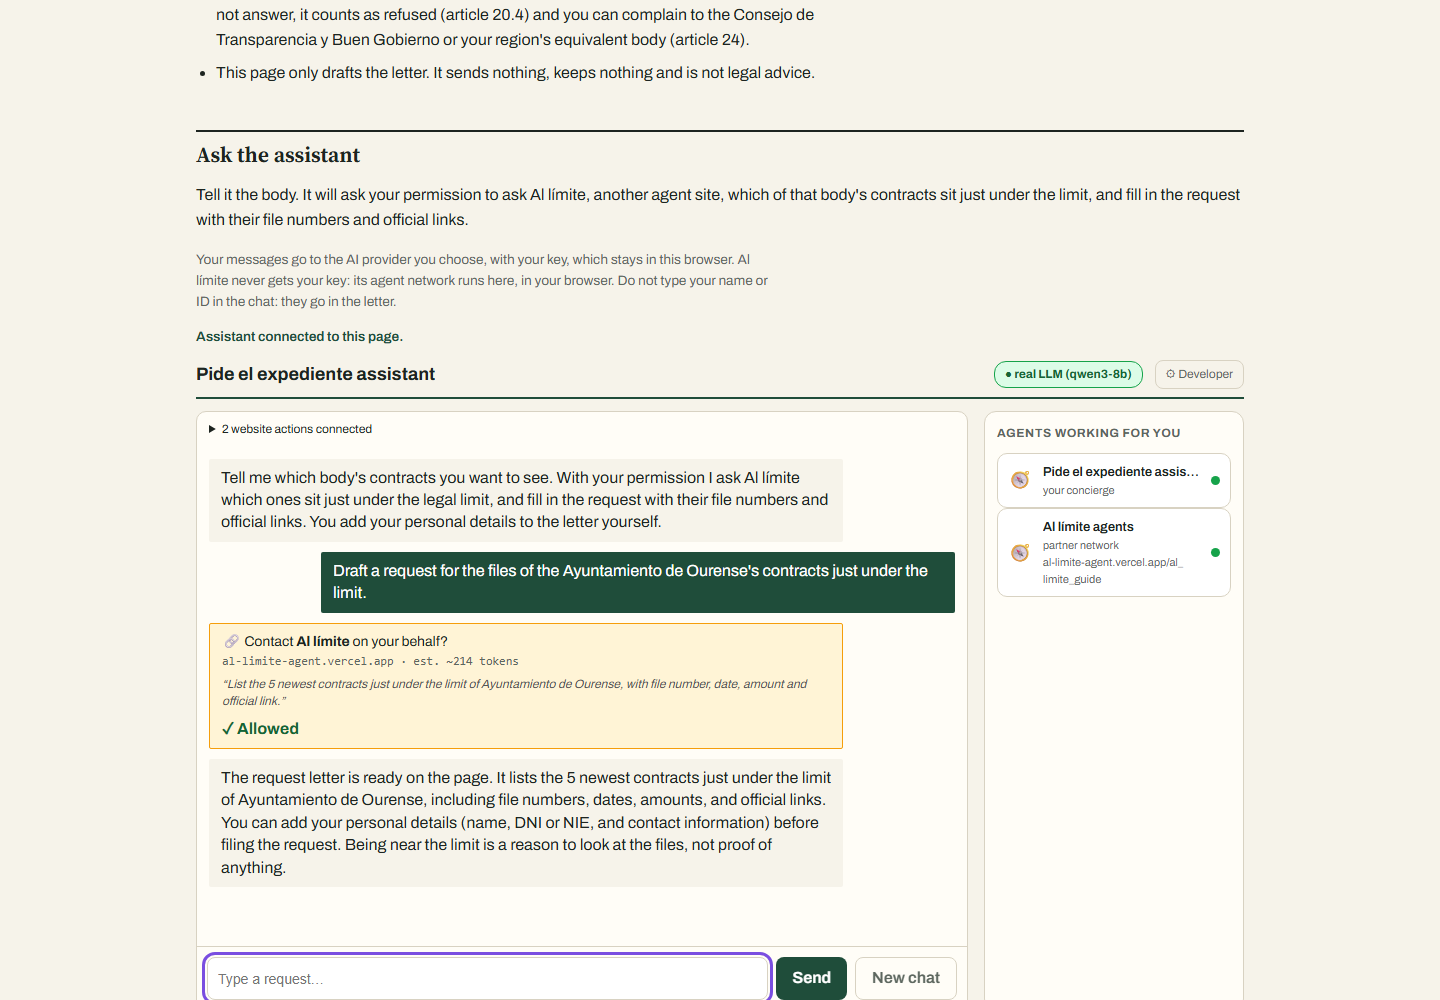 not answer, it counts as refused (article 20.4) and you can complain to the Consejo de
Transparencia y Buen Gobierno or your region's equivalent body (article 24).
• This page only drafts the letter. It sends nothing, keeps nothing and is not legal advice.
Ask the assistant
Tell it the body. It will ask your permission to ask Al límite, another agent site, which of that body's contracts sit just under the limit, and fill in the request
with their file numbers and official links.
Your messages go to the AI provider you choose, with your key, which stays in this browser. Al
límite never gets your key: its agent network runs here, in your browser. Do not type your name or
ID in the chat: they go in the letter.
Assistant connected to this page.
Pide el expediente assistant
● real LLM (qwen3-8b)
⚙ Developer
▶ 2 website actions connected
Tell me which body's contracts you want to see. With your permission I ask Al límite
which ones sit just under the legal limit, and fill in the request with their file numbers and
official links. You add your personal details to the letter yourself.
Draft a request for the files of the Ayuntamiento de Ourense's contracts just under the
limit.
🔗 Contact Al límite on your behalf?
al-limite-agent.vercel.app · est. ~214 tokens
“List the 5 newest contracts just under the limit of Ayuntamiento de Ourense, with file number, date, amount and
official link.”
✓ Allowed
The request letter is ready on the page. It lists the 5 newest contracts just under the limit
of Ayuntamiento de Ourense, including file numbers, dates, amounts, and official links.
You can add your personal details (name, DNI or NIE, and contact information) before
filing the request. Being near the limit is a reason to look at the files, not proof of
anything.
Type a request...
Send
New chat
AGENTS WORKING FOR YOU
Pide el expediente assis...
your concierge
Al límite agents
partner network
al-limite-agent.vercel.app/al_
limite_guide